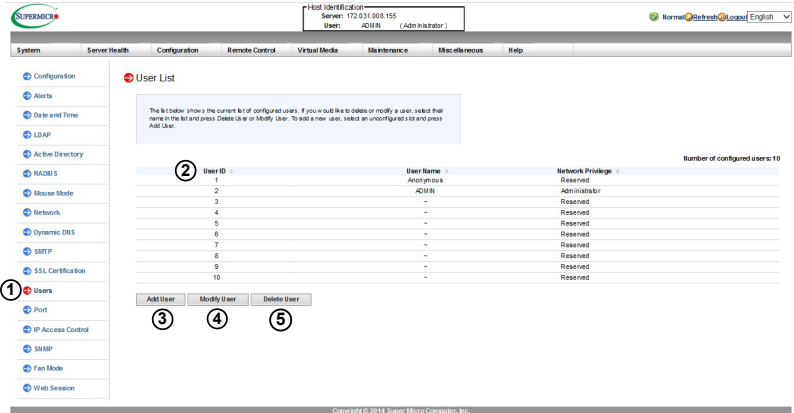 SUPERMICRO
Host Identification
Server: 172.031.008.155
User: ADMIN (Administrator)
Normal Refresh Logout English
System Server Health Configuration Remote Control Virtual Media Maintenance Miscellaneous Help
Configuration
Alerts
Date and Time
LDAP
Active Directory
RADIUS
Mouse Mode
Network
Dynamic DNS
SMTP
SSL Certification
1 Users
Port
IP Access Control
SNMP
Fan Mode
Web Session
User List
The list below shows the current list of configured users. If you would like to delete or modify a user, select their
name in the list and press Delete User or Modify User. To add a new user, select an unconfigured slot and press
Add User.
Number of configured users: 10
2 User ID User Name Network Privilege
1 Anonymous Reserved
2 ADMIN Administrator
3 ~ Reserved
4 ~ Reserved
5 ~ Reserved
6 ~ Reserved
7 ~ Reserved
8 ~ Reserved
9 ~ Reserved
10 ~ Reserved
Add User Modify User Delete User
3 4 5
Copyright © 2014 Super Micro Computer, Inc.